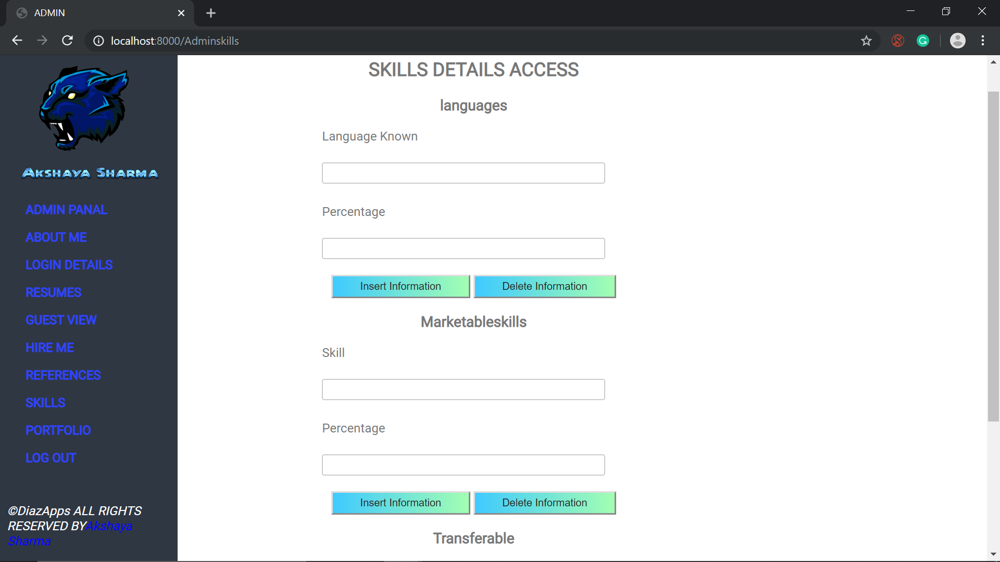 ADMIN
localhost:8000/Adminskills
AKSHAYA SHARMA
ADMIN PANAL
ABOUT ME
LOGIN DETAILS
RESUMES
GUEST VIEW
HIRE ME
REFERENCES
SKILLS
PORTFOLIO
LOG OUT
©DiazApps ALL RIGHTS
RESERVED BYAkshaya
Sharma
SKILLS DETAILS ACCESS
languages
Language Known
Percentage
Insert Information Delete Information
Marketableskills
Skill
Percentage
Insert Information Delete Information
Transferable